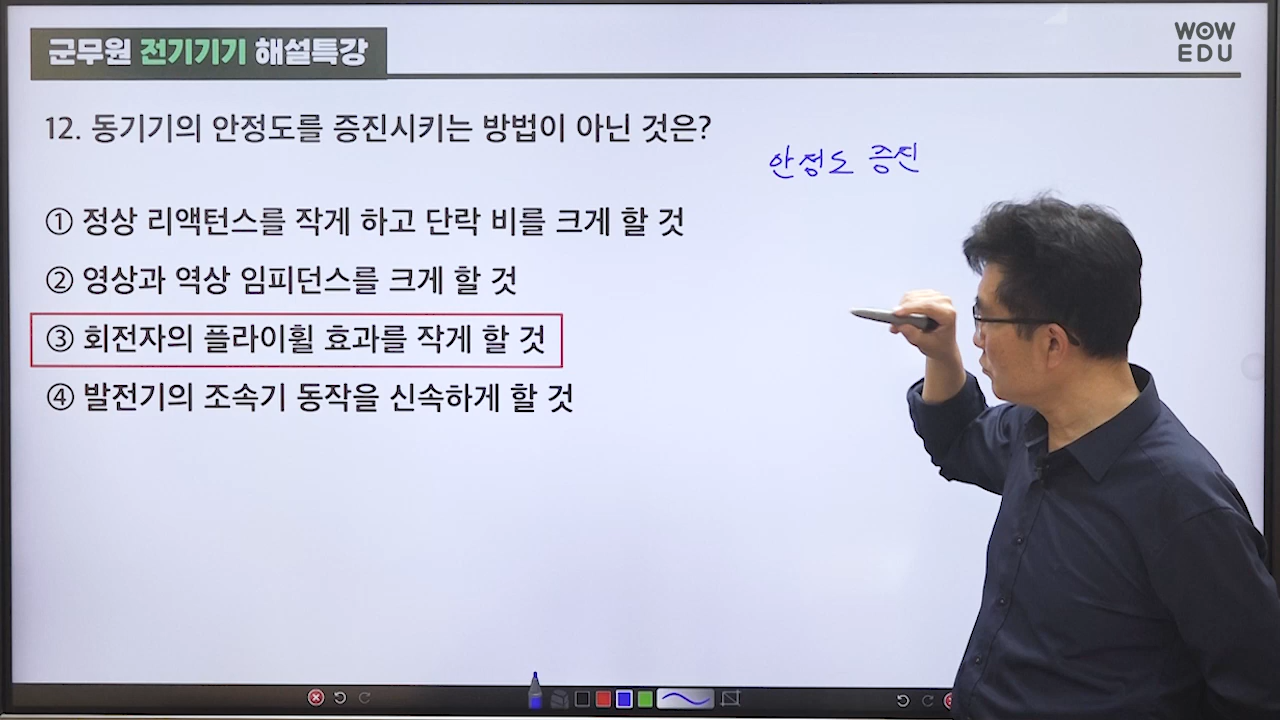 군무원 전기기기 해설특강
WOW
EDU
12. 동기기의 안정도를 증진시키는 방법이 아닌 것은?
안정도 증진
① 정상 리액턴스를 작게 하고 단락 비를 크게 할 것
② 영상과 역상 임피던스를 크게 할 것
③ 회전자의 플라이휠 효과를 작게 할 것
④ 발전기의 조속기 동작을 신속하게 할 것